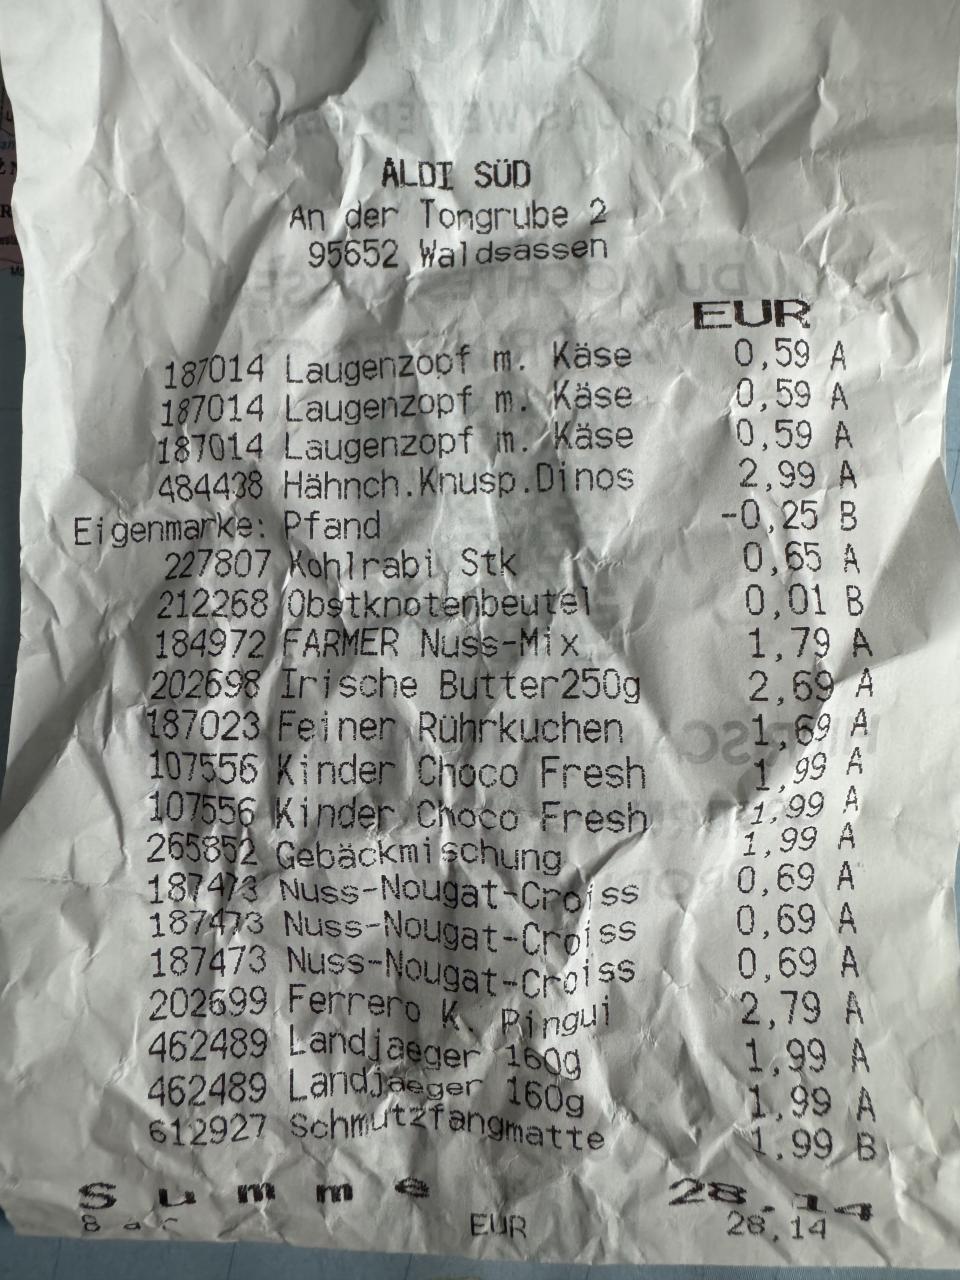 ALDI SÜD
An der Tongrube 2
95652 Waldsassen
EUR
187014 Laugenzopf m. Käse 0,59 A
187014 Laugenzopf m. Käse 0,59 A
187014 Laugenzopf m. Käse 0,59 A
484438 Hähnch.Knusp.Dinos 2,99 A
Eigenmarke: Pfand -0,25 B
227807 Kohlrabi Stk 0,65 A
212268 Obstknotenbeutel 0,01 B
184972 FARMER Nuss-Mix 1,79 A
202698 Irische Butter250g 2,69 A
187023 Feiner Rührkuchen 1,69 A
107556 Kinder Choco Fresh 1,99 A
107556 Kinder Choco Fresh 1,99 A
265852 Gebäckmischung 1,99 A
187473 Nuss-Nougat-Croiss 0,69 A
187473 Nuss-Nougat-Croiss 0,69 A
187473 Nuss-Nougat-Croiss 0,69 A
202699 Ferrero K. Pingui 2,79 A
462489 Landjaeger 160g 1,99 A
462489 Landjaeger 160g 1,99 A
612927 Schmutzfangmatte 1,99 B
Summe 28,14
Bar EUR 28,14